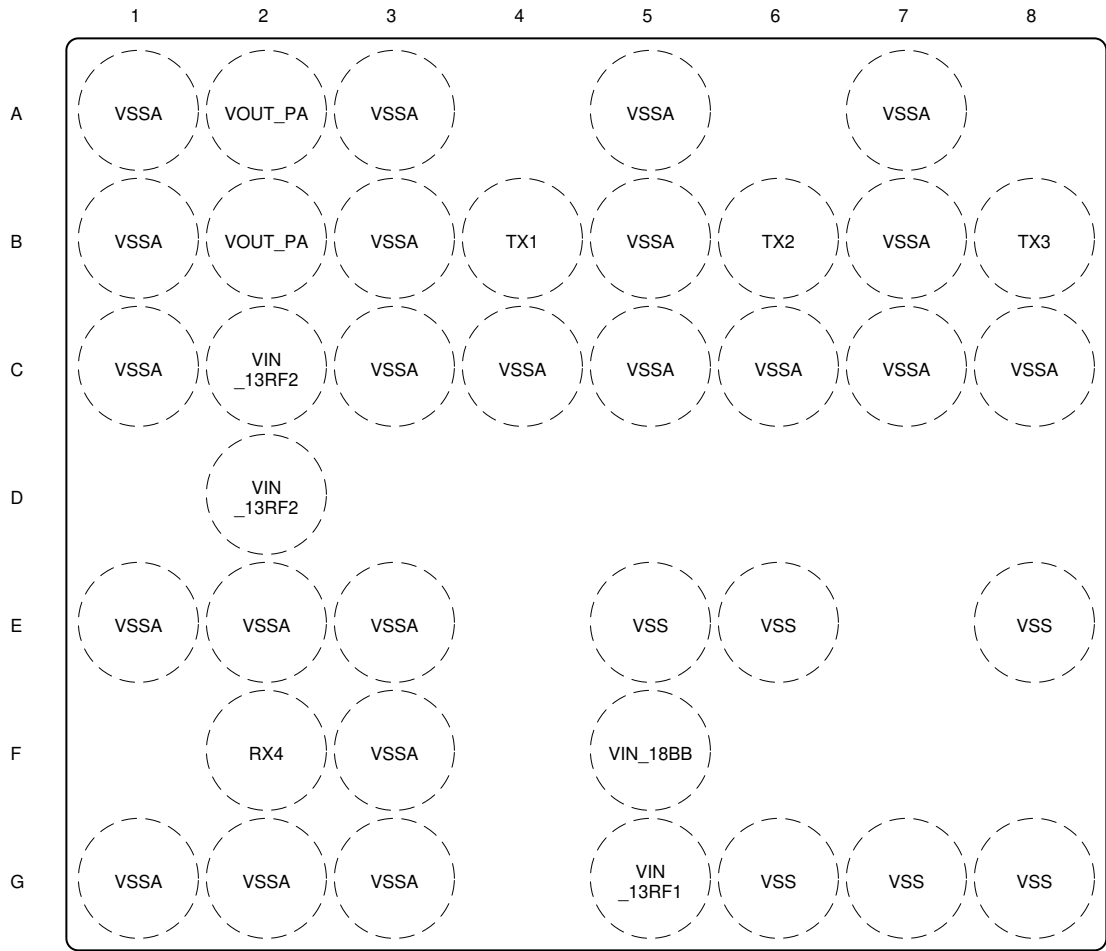 1 2 3 4 5 6 7 8
A VSSA VOUT_PA VSSA VSSA VSSA
B VSSA VOUT_PA VSSA TX1 VSSA TX2 VSSA TX3
C VSSA VIN
_13RF2 VSSA VSSA VSSA VSSA VSSA VSSA
D VIN
_13RF2
E VSSA VSSA VSSA VSS VSS VSS
F RX4 VSSA VIN_18BB
G VSSA VSSA VSSA VIN
_13RF1 VSS VSS VSS